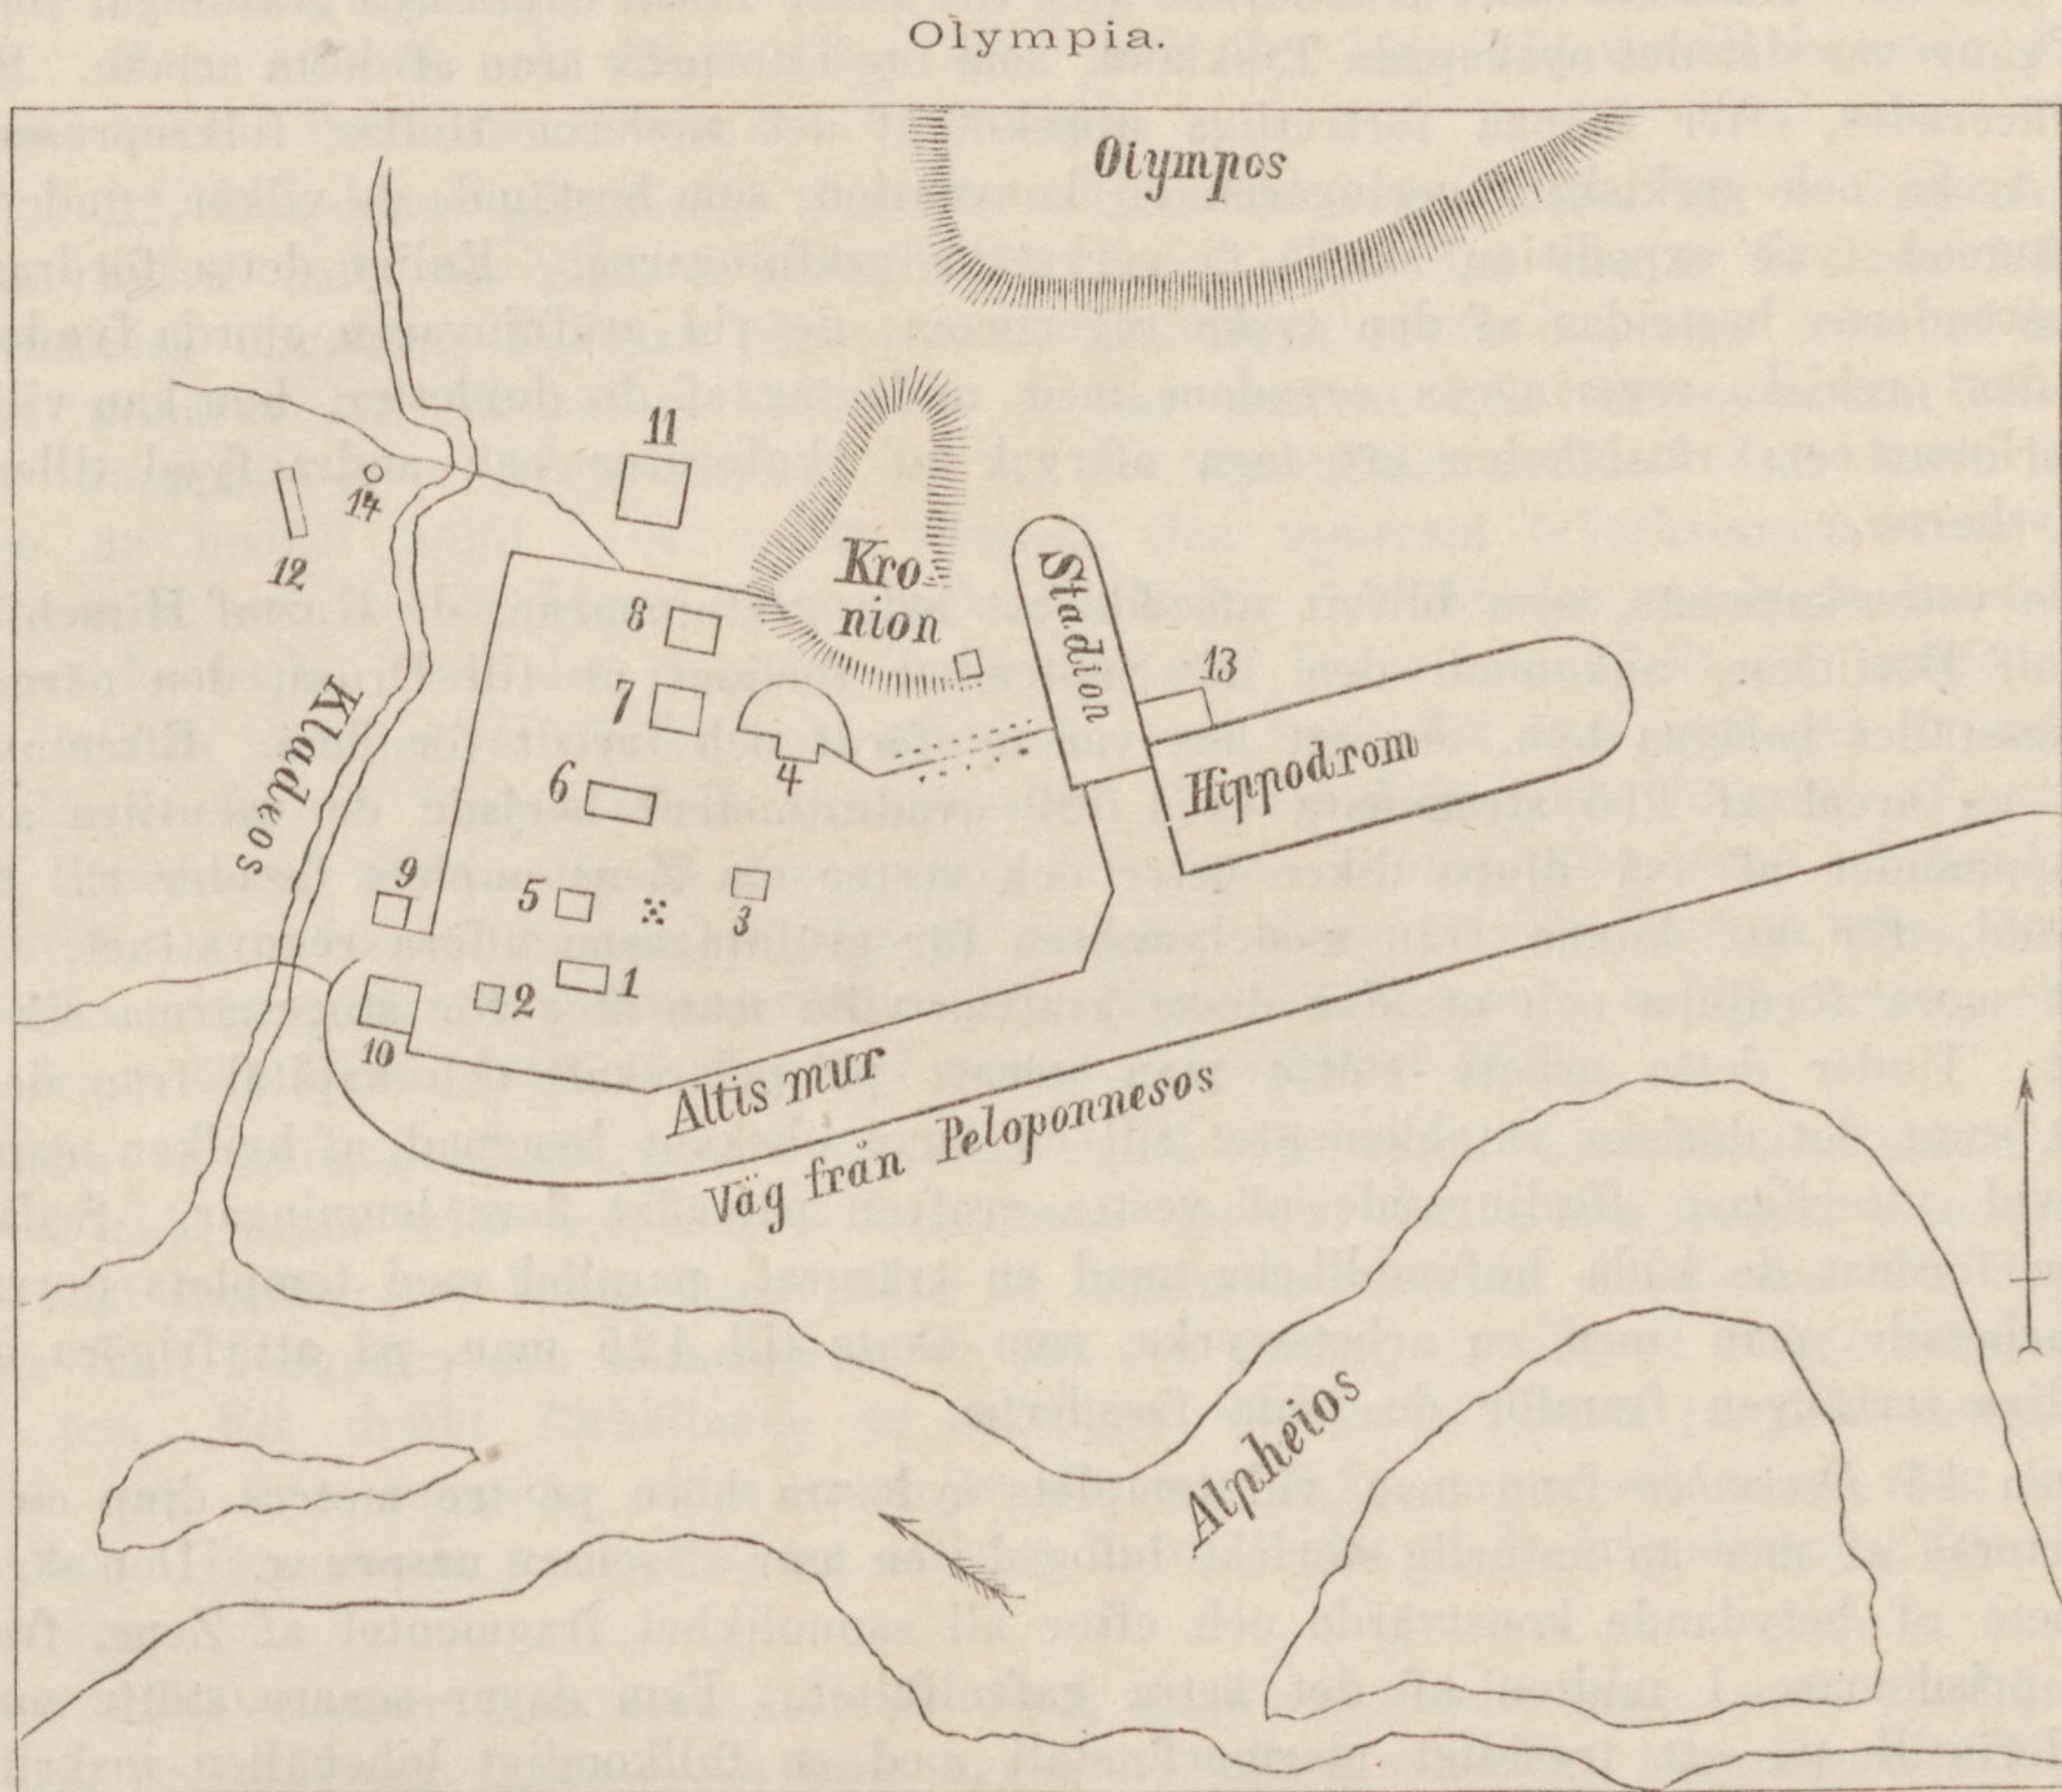 Olympia.
Olympos
11
14
12
Kro-
nion
Stadion
8
13
7
Kladeos
4
Hippodrom
6
9
5
3
1
2
10
Altis mur
Väg från Peloponnesos
Alpheios